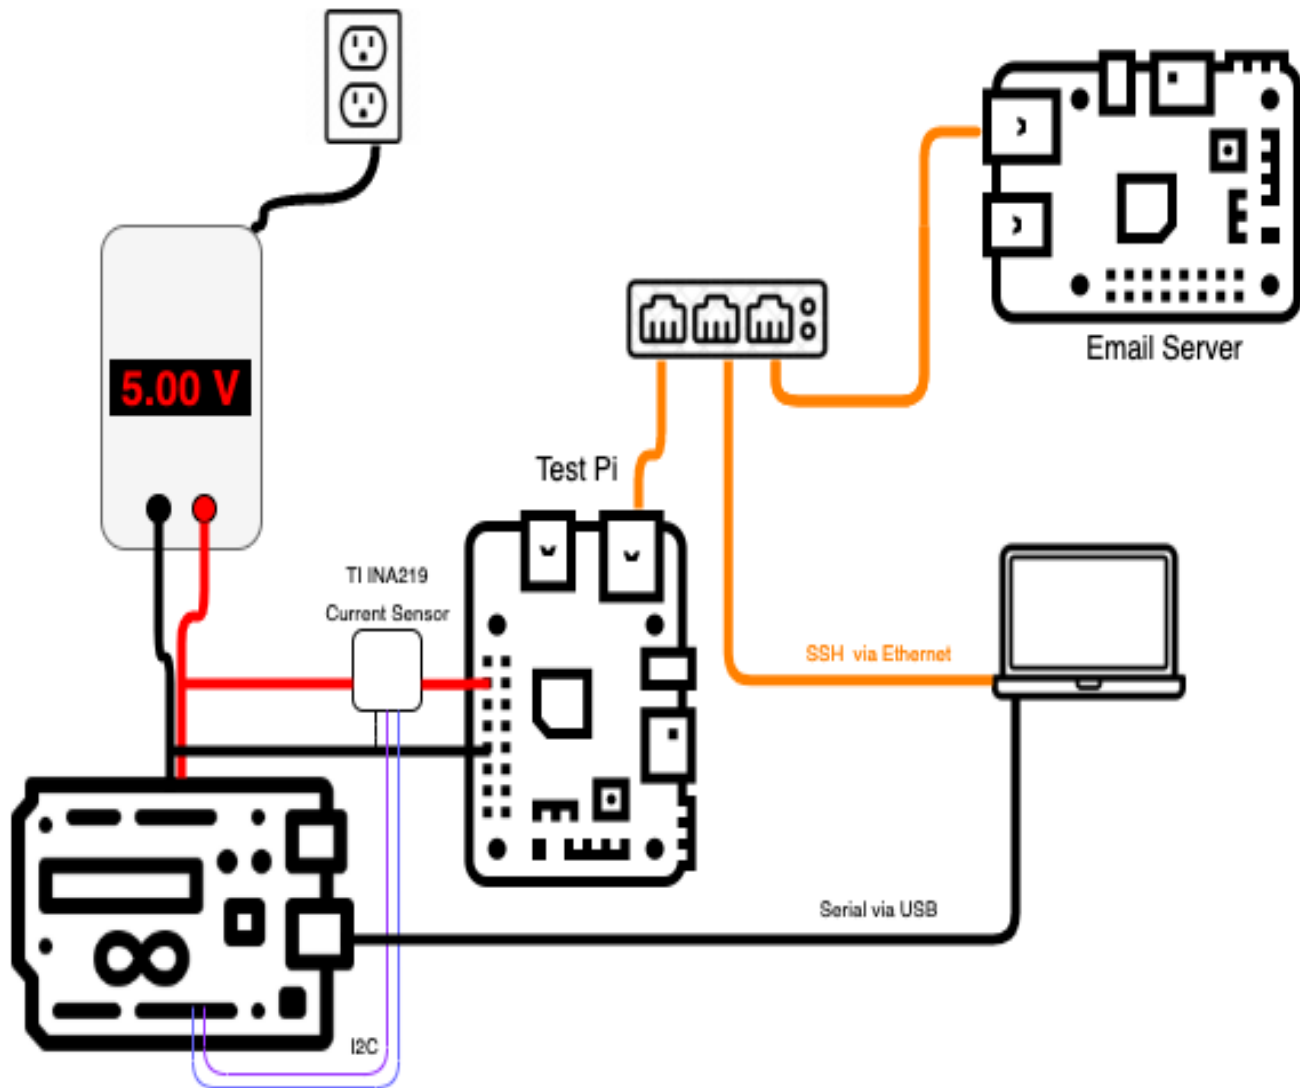 5.00 V
Email Server
Test Pi
TI INA219
Current Sensor
SSH via Ethernet
Serial via USB
I2C